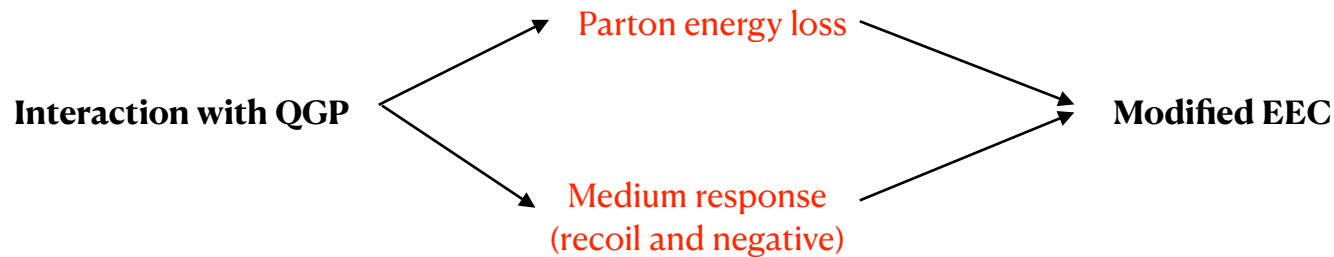 Parton energy loss
Interaction with QGP
Modified EEC
Medium response
(recoil and negative)